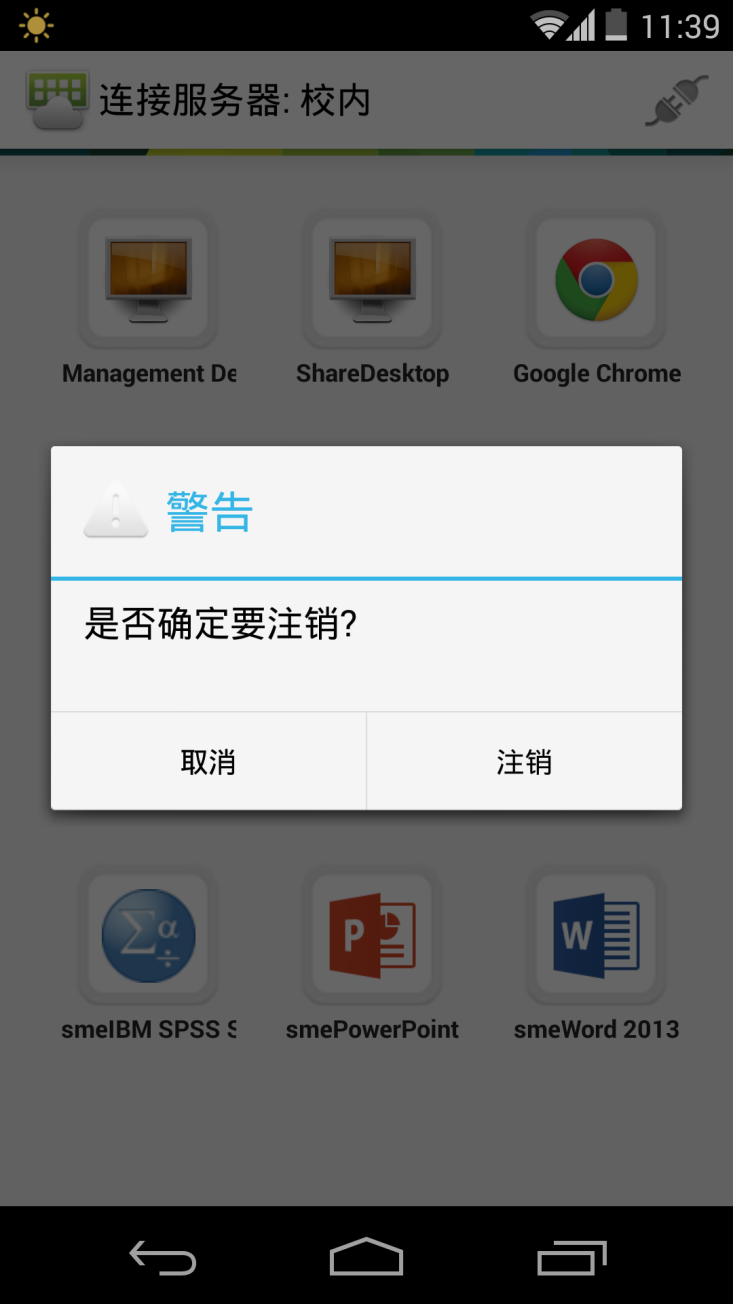 11:39
连接服务器: 校内
Management De
ShareDesktop
Google Chrome
警告
是否确定要注销?
取消
注销
smeIBM SPSS S
smePowerPoint
smeWord 2013